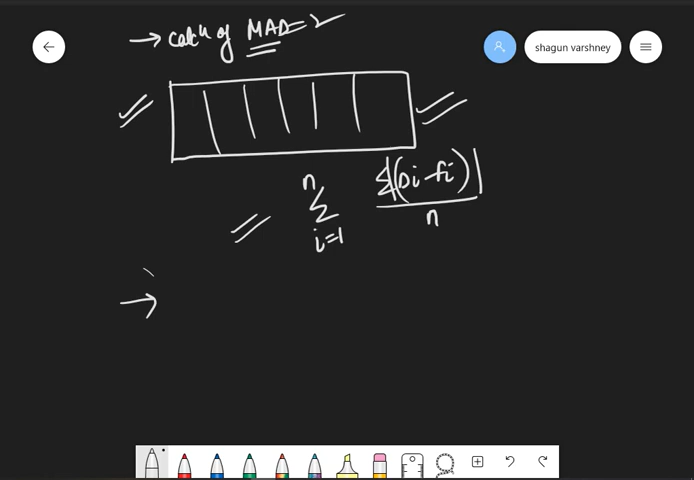 → calcⁿ of MAD =>
shagun varshney
n
Σ Σ|(Di - fi)|
i=1 n
→